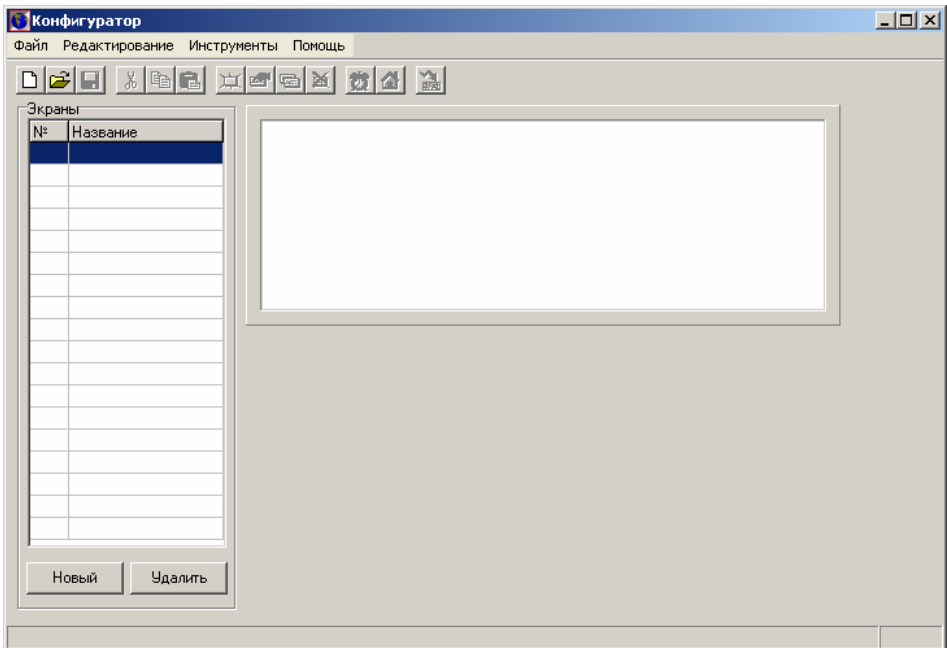 Конфигуратор
Файл Редактирование Инструменты Помощь
Экраны
№ Название
Новый Удалить